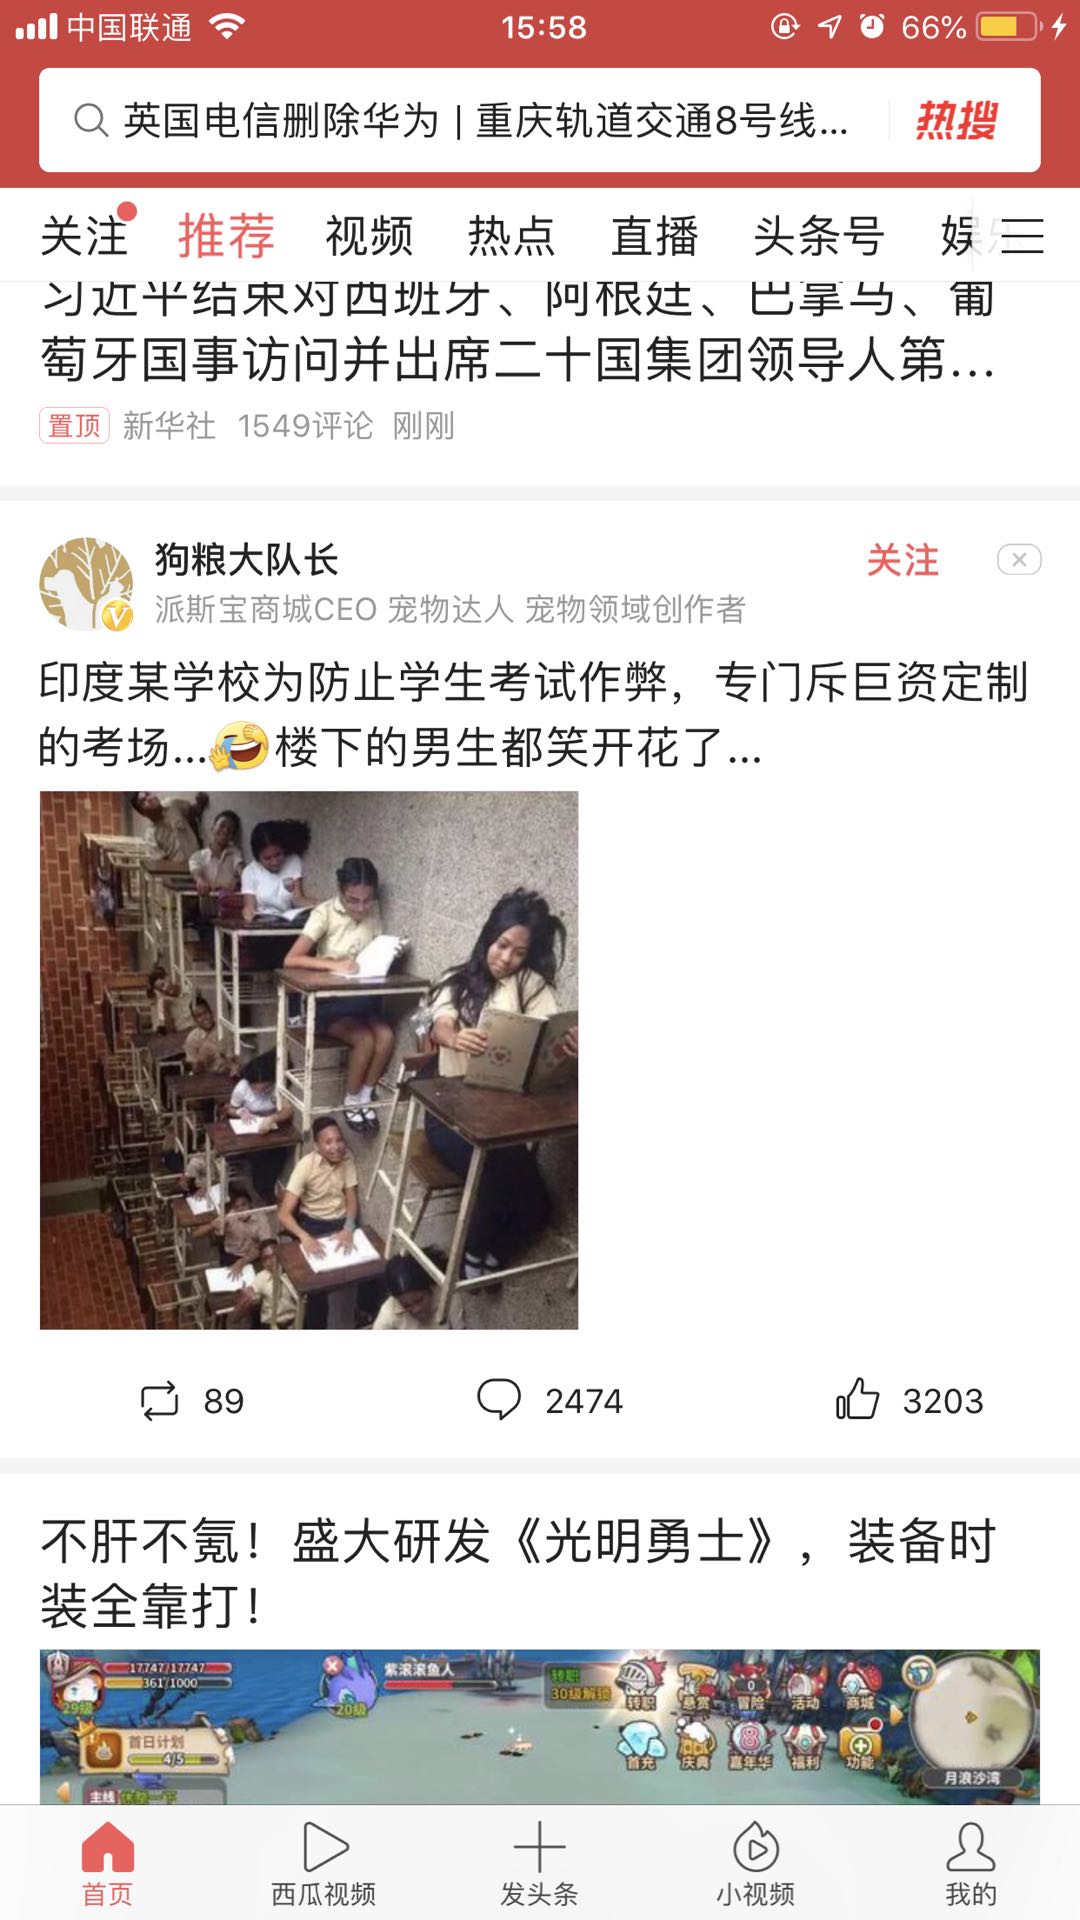 中国联通
15:58
66%
英国电信删除华为 | 重庆轨道交通8号线...
热搜
关注
推荐
视频
热点
直播
头条号
娱乐
习近平结束对西班牙、阿根廷、巴拿马、葡
萄牙国事访问并出席二十国集团领导人第...
置顶 新华社 1549评论 刚刚
狗粮大队长
关注
派斯宝商城CEO 宠物达人 宠物领域创作者
印度某学校为防止学生考试作弊，专门斥巨资定制
的考场...🤣楼下的男生都笑开花了...
89
2474
3203
不肝不氪！盛大研发《光明勇士》，装备时
装全靠打！
17747/17747
361/1000
29级
紫滚滚鱼人
20级
转职
30级解锁
转职
悬赏
冒险
活动
商城
首日计划
4/5
首充
庆典
嘉年华
福利
功能
月浪沙湾
主线
休整一下
首页
西瓜视频
发头条
小视频
我的